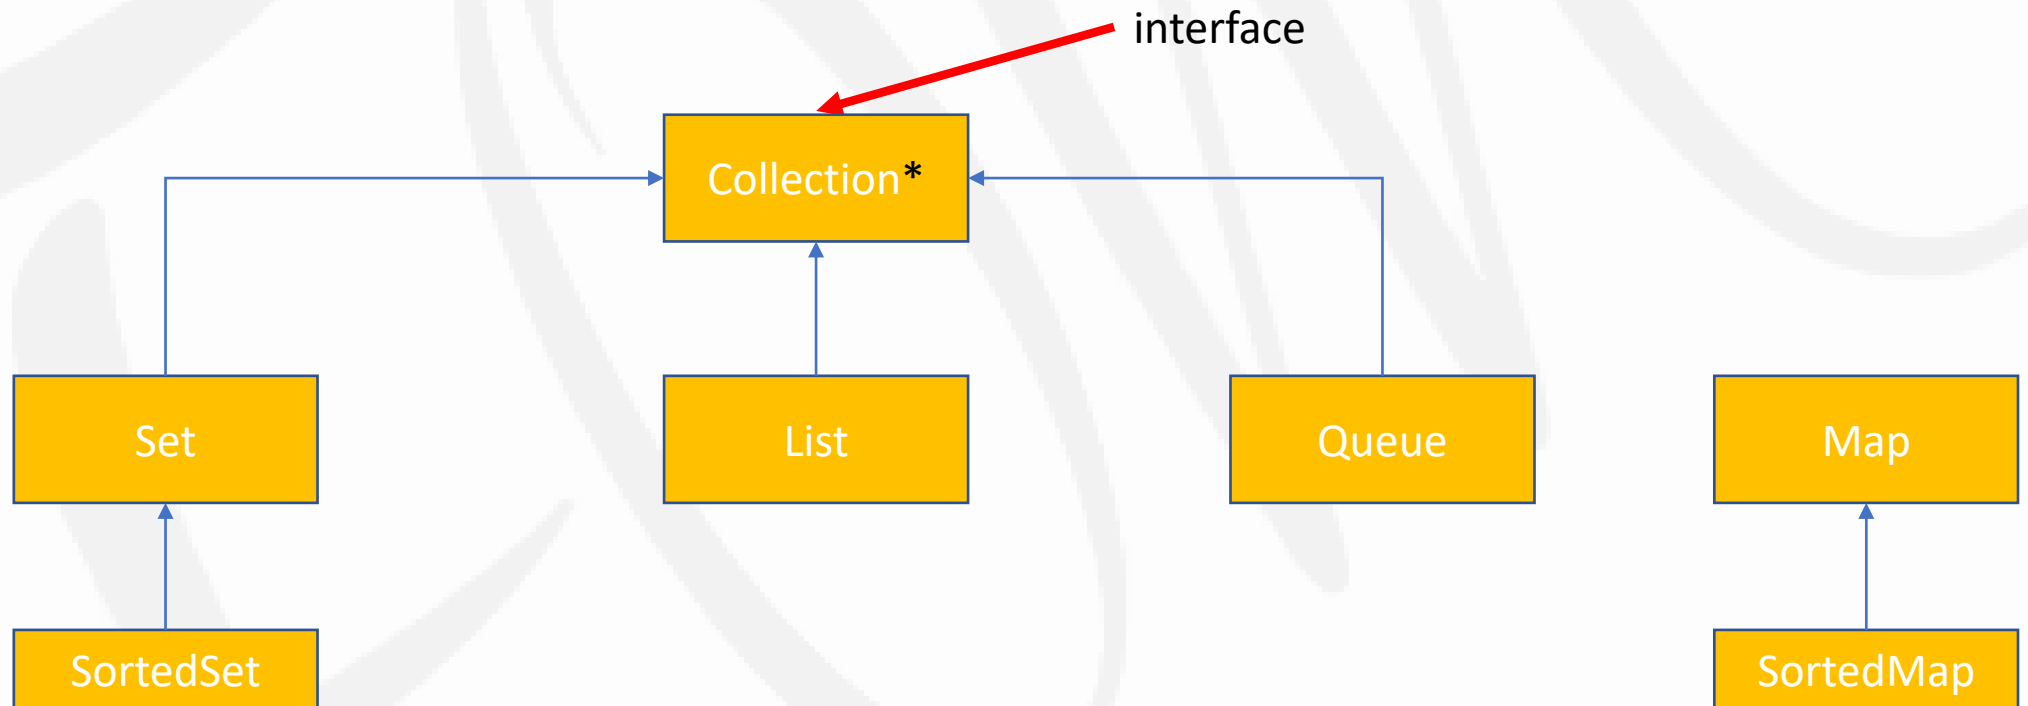 interface
Collection*
Set
List
Queue
Map
SortedSet
SortedMap